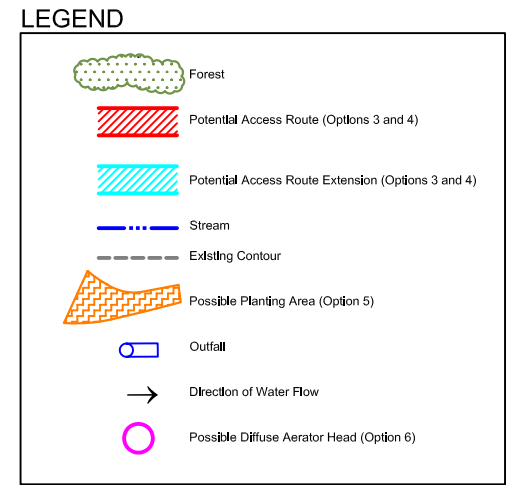 LEGEND
Forest
Potential Access Route (Options 3 and 4)
Potential Access Route Extension (Options 3 and 4)
Stream
Existing Contour
Possible Planting Area (Option 5)
Outfall
Direction of Water Flow
Possible Diffuse Aerator Head (Option 6)